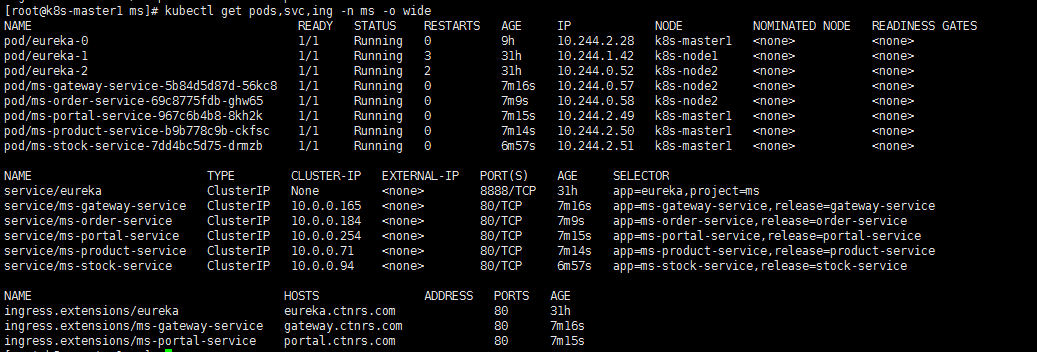 [root@k8s-master1 ms]# kubectl get pods,svc,ing -n ms -o wide
NAME READY STATUS RESTARTS AGE IP NODE NOMINATED NODE READINESS GATES
pod/eureka-0 1/1 Running 0 9h 10.244.2.28 k8s-master1 <none> <none>
pod/eureka-1 1/1 Running 3 31h 10.244.1.42 k8s-node1 <none> <none>
pod/eureka-2 1/1 Running 2 31h 10.244.0.52 k8s-node2 <none> <none>
pod/ms-gateway-service-5b84d5d87d-56kc8 1/1 Running 0 7m16s 10.244.0.57 k8s-node2 <none> <none>
pod/ms-order-service-69c8775fdb-ghw65 1/1 Running 0 7m9s 10.244.0.58 k8s-node2 <none> <none>
pod/ms-portal-service-967c6b4b8-8kh2k 1/1 Running 0 7m15s 10.244.2.49 k8s-master1 <none> <none>
pod/ms-product-service-b9b778c9b-ckfsc 1/1 Running 0 7m14s 10.244.2.50 k8s-master1 <none> <none>
pod/ms-stock-service-7dd4bc5d75-drmzb 1/1 Running 0 6m57s 10.244.2.51 k8s-master1 <none> <none>
NAME TYPE CLUSTER-IP EXTERNAL-IP PORT(S) AGE SELECTOR
service/eureka ClusterIP None <none> 8888/TCP 31h app=eureka,project=ms
service/ms-gateway-service ClusterIP 10.0.0.165 <none> 80/TCP 7m16s app=ms-gateway-service,release=gateway-service
service/ms-order-service ClusterIP 10.0.0.184 <none> 80/TCP 7m9s app=ms-order-service,release=order-service
service/ms-portal-service ClusterIP 10.0.0.254 <none> 80/TCP 7m15s app=ms-portal-service,release=portal-service
service/ms-product-service ClusterIP 10.0.0.71 <none> 80/TCP 7m14s app=ms-product-service,release=product-service
service/ms-stock-service ClusterIP 10.0.0.94 <none> 80/TCP 6m57s app=ms-stock-service,release=stock-service
NAME HOSTS ADDRESS PORTS AGE
ingress.extensions/eureka eureka.ctnrs.com 80 31h
ingress.extensions/ms-gateway-service gateway.ctnrs.com 80 7m16s
ingress.extensions/ms-portal-service portal.ctnrs.com 80 7m15s